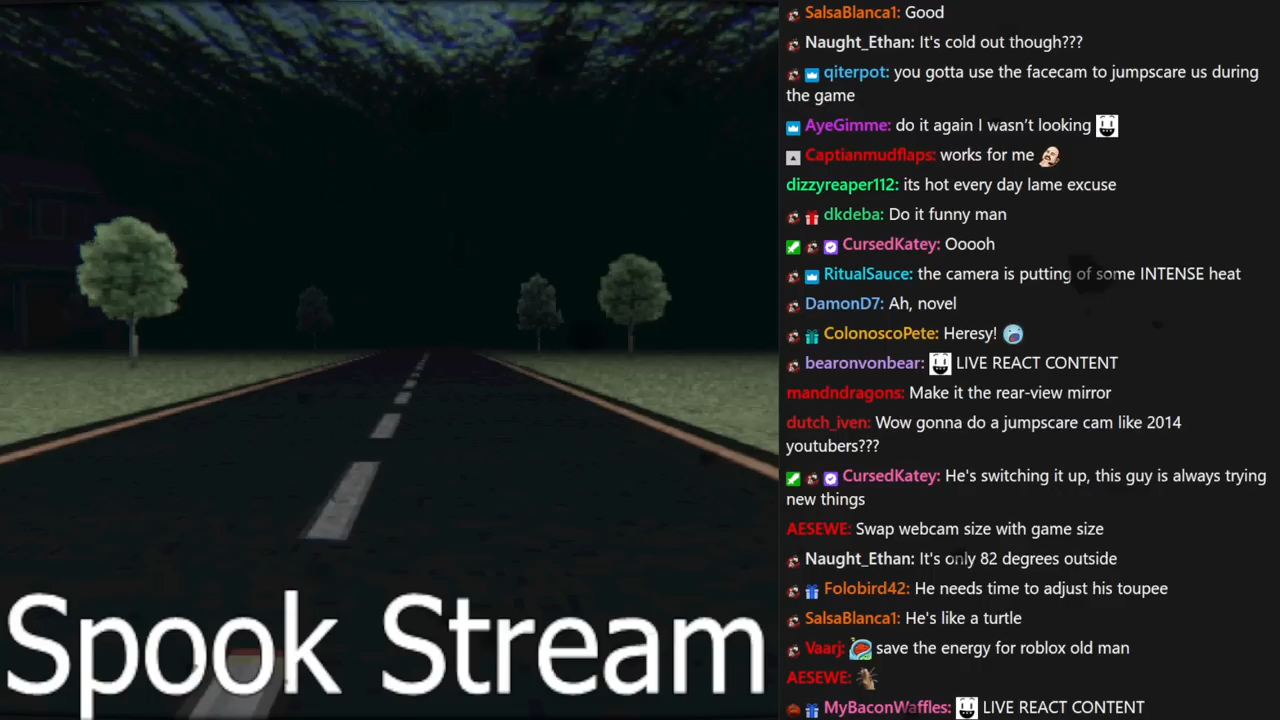 SalsaBlanca1: Good
Naught_Ethan: It's cold out though???
qiterpot: you gotta use the facecam to jumpscare us during
the game
AyeGimme: do it again I wasn't looking
Captianmudflaps: works for me
dizzyreaper112: its hot every day lame excuse
dkdeba: Do it funny man
CursedKatey: Ooooh
RitualSauce: the camera is putting of some INTENSE heat
DamonD7: Ah, novel
ColonoscoPete: Heresy!
bearonvonbear: LIVE REACT CONTENT
mandndragons: Make it the rear-view mirror
dutch_iven: Wow gonna do a jumpscare cam like 2014
youtubers???
CursedKatey: He's switching it up, this guy is always trying
new things
AESEWE: Swap webcam size with game size
Naught_Ethan: It's only 82 degrees outside
Folobird42: He needs time to adjust his toupee
SalsaBlanca1: He's like a turtle
Vaarj: save the energy for roblox old man
AESEWE:
MyBaconWaffles: LIVE REACT CONTENT
Spook Stream